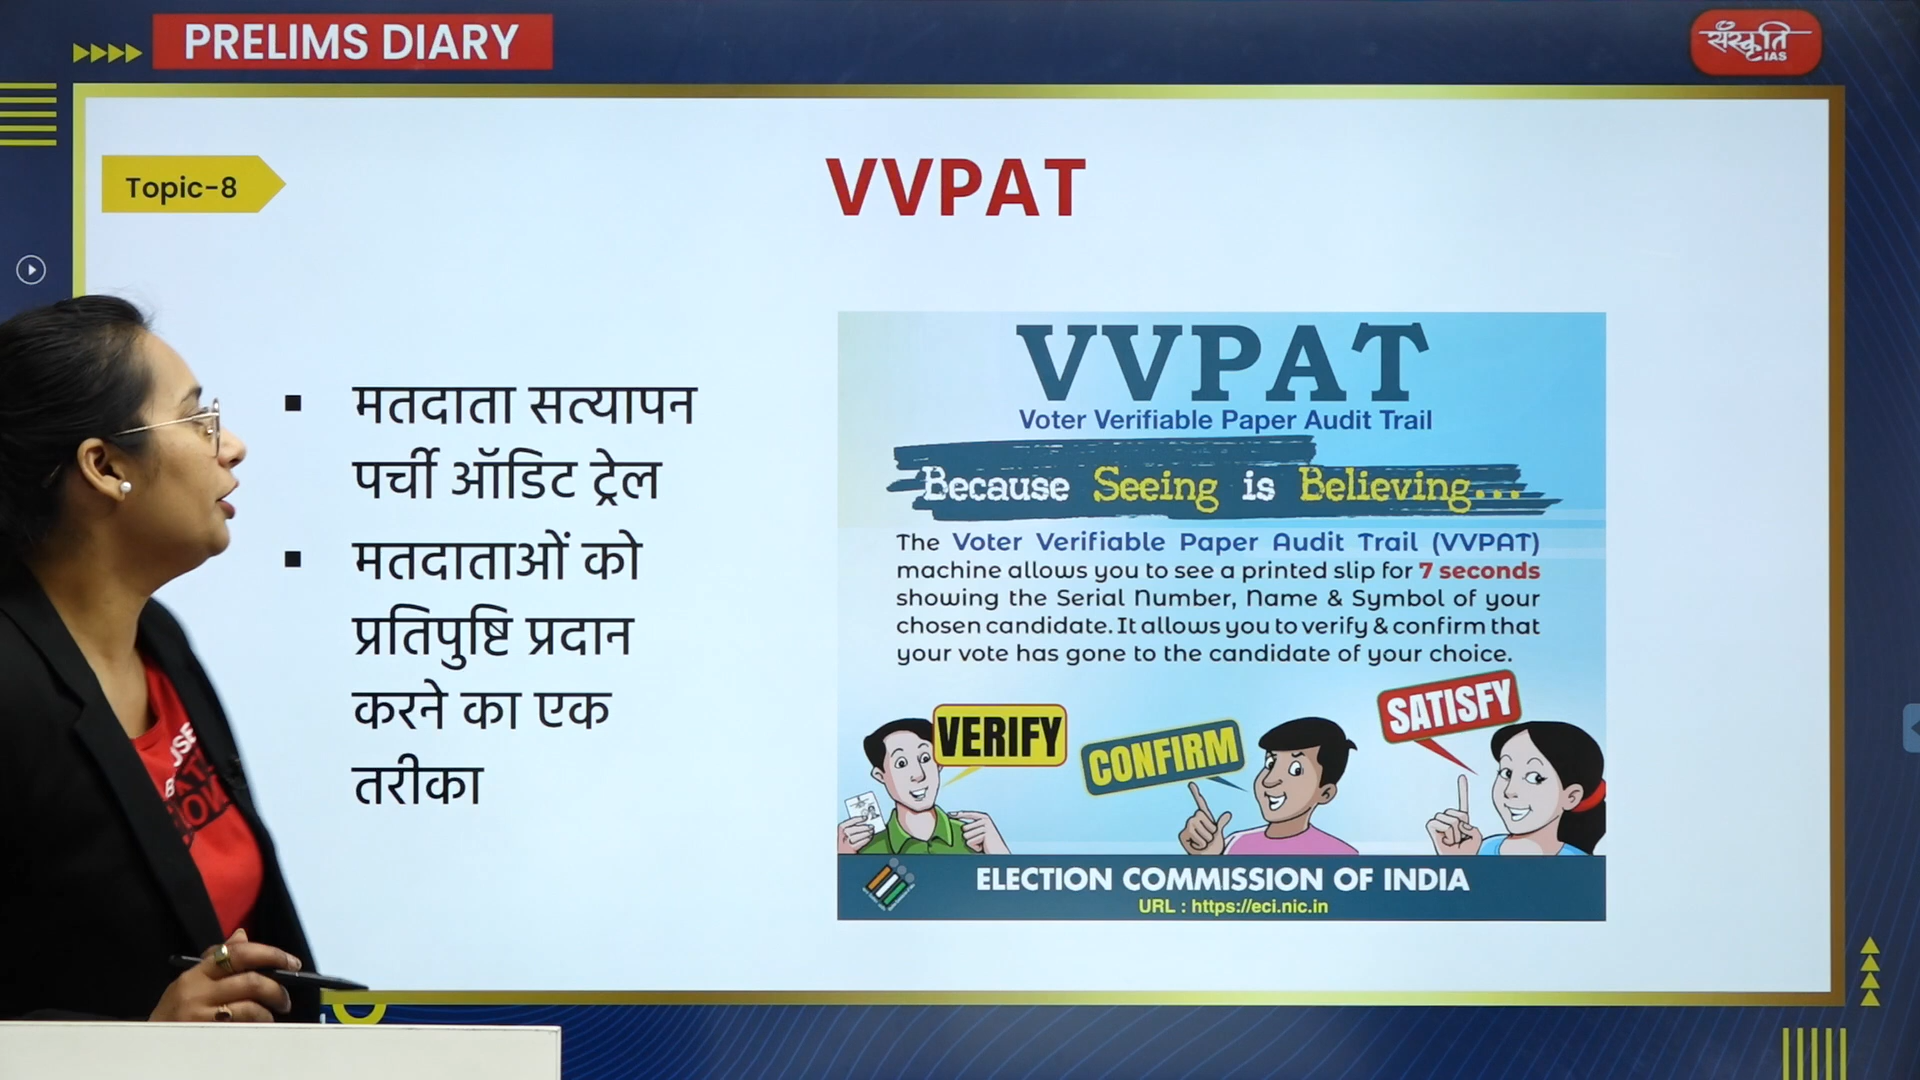 PRELIMS DIARY
संस्कृति
IAS
Topic-8
VVPAT
मतदाता सत्यापन
पर्ची ऑडिट ट्रेल
मतदाताओं को
प्रतिपुष्टि प्रदान
करने का एक
तरीका
VVPAT
Voter Verifiable Paper Audit Trail
Because Seeing is Believing...
The Voter Verifiable Paper Audit Trail (VVPAT)
machine allows you to see a printed slip for 7 seconds
showing the Serial Number, Name & Symbol of your
chosen candidate. It allows you to verify & confirm that
your vote has gone to the candidate of your choice.
VERIFY
CONFIRM
SATISFY
ELECTION COMMISSION OF INDIA
URL : https://eci.nic.in